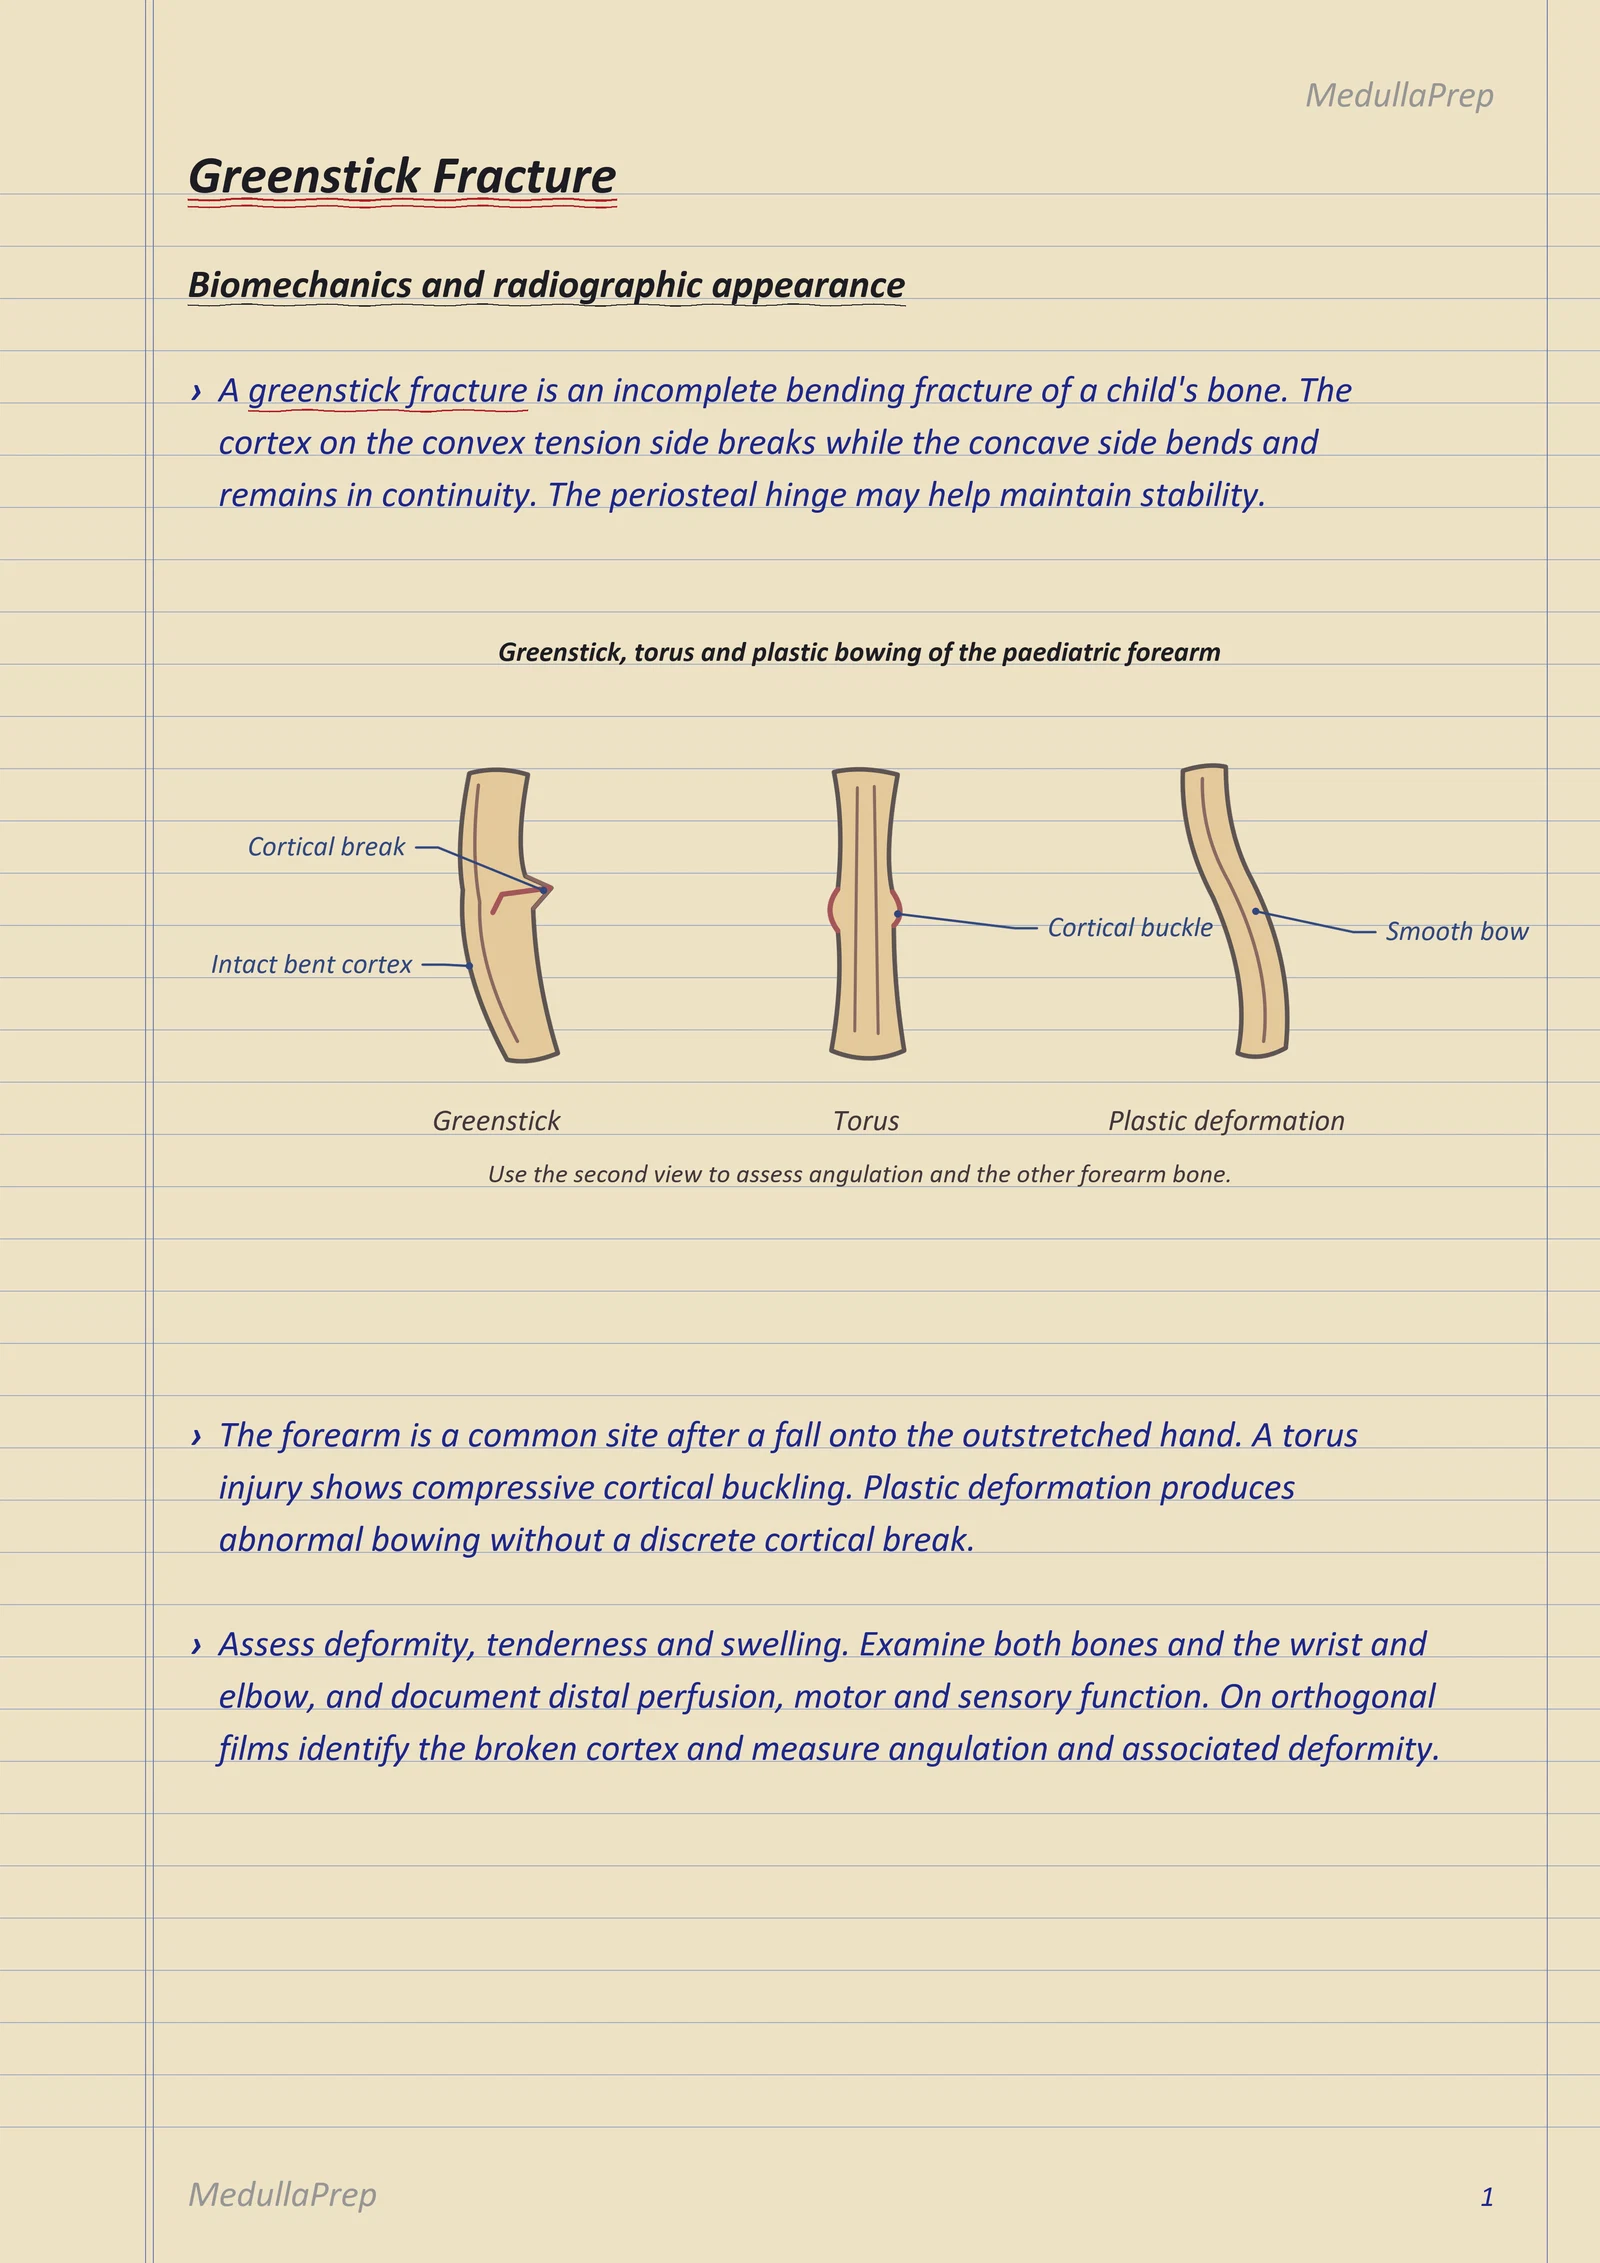 MedullaPrep
Greenstick Fracture
Biomechanics and radiographic appearance
› A greenstick fracture is an incomplete bending fracture of a child's bone. The
cortex on the convex tension side breaks while the concave side bends and
remains in continuity. The periosteal hinge may help maintain stability.
Greenstick, torus and plastic bowing of the paediatric forearm
Cortical break
Intact bent cortex
Cortical buckle
Smooth bow
Greenstick
Torus
Plastic deformation
Use the second view to assess angulation and the other forearm bone.
› The forearm is a common site after a fall onto the outstretched hand. A torus
injury shows compressive cortical buckling. Plastic deformation produces
abnormal bowing without a discrete cortical break.
› Assess deformity, tenderness and swelling. Examine both bones and the wrist and
elbow, and document distal perfusion, motor and sensory function. On orthogonal
films identify the broken cortex and measure angulation and associated deformity.
MedullaPrep
1